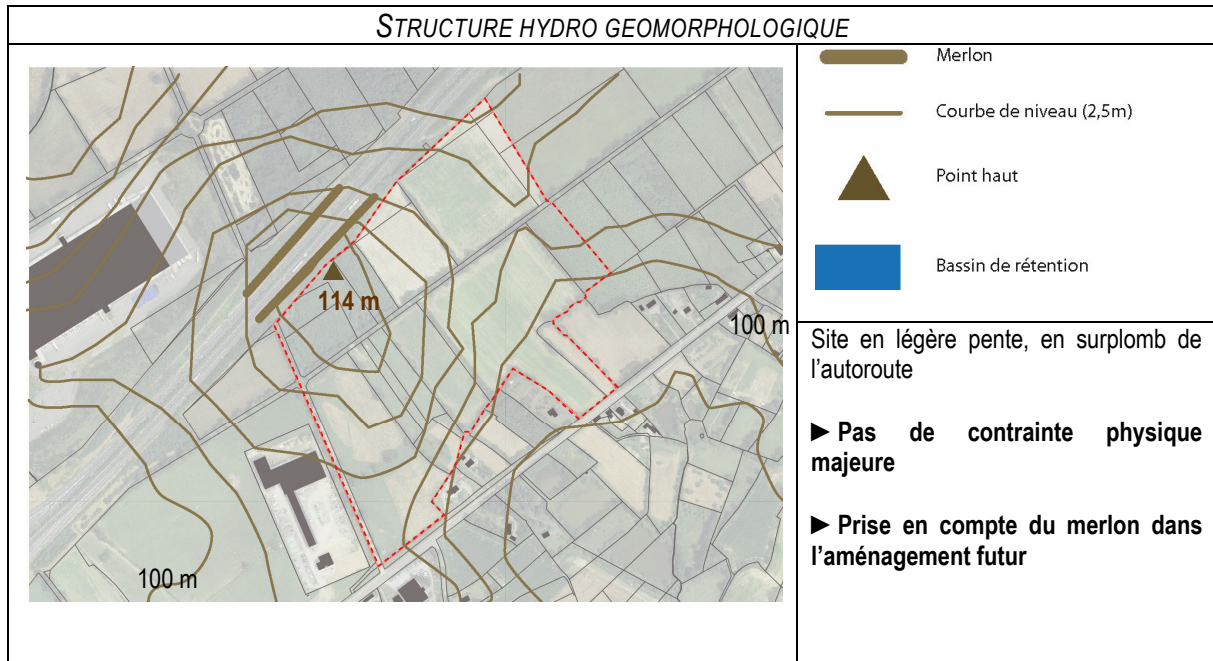 STRUCTURE HYDRO GEOMORPHOLOGIQUE
Merlon
Courbe de niveau (2,5m)
Point haut
Bassin de rétention
114 m
100 m
100 m
Site en légère pente, en surplomb de
l'autoroute
►Pas de contrainte physique
majeure
►Prise en compte du merlon dans
l'aménagement futur